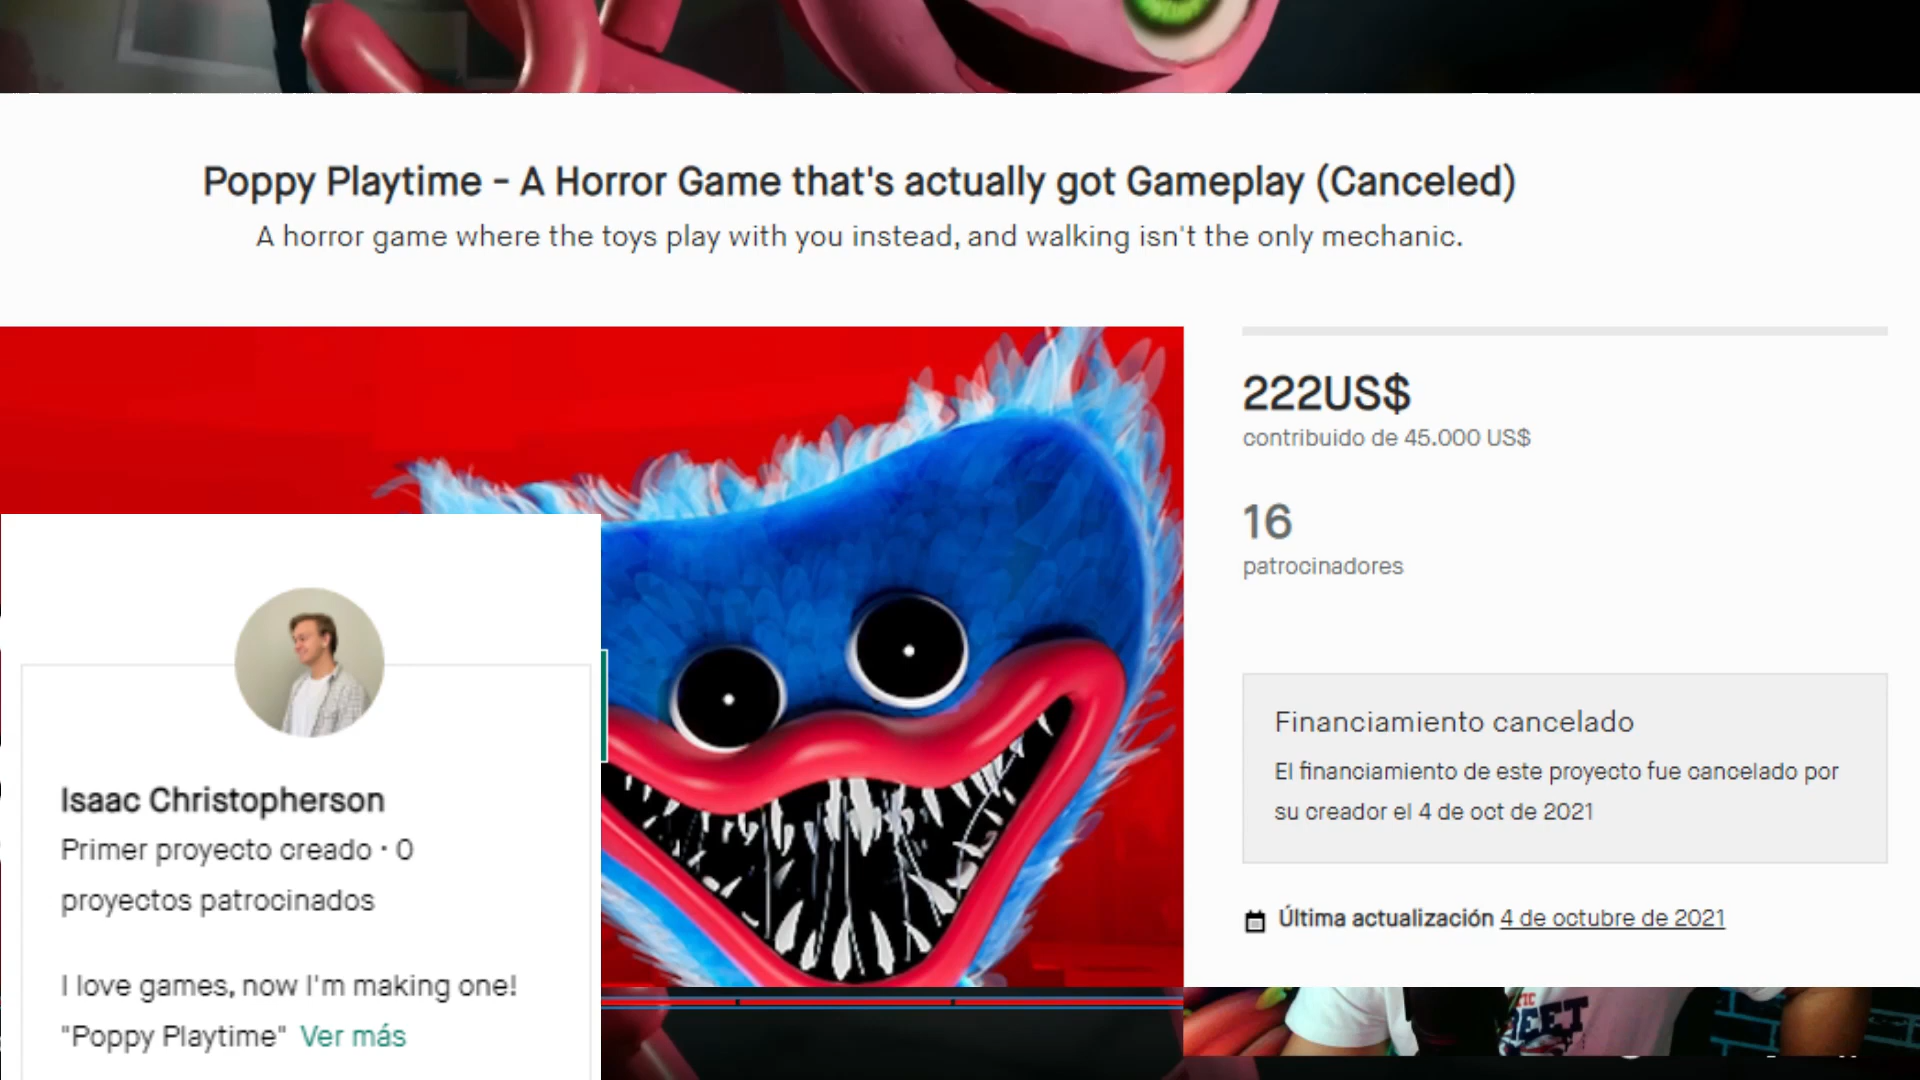 Poppy Playtime - A Horror Game that's actually got Gameplay (Canceled)
A horror game where the toys play with you instead, and walking isn't the only mechanic.
222US$
contribuido de 45.000 US$
16
patrocinadores
Financiamiento cancelado
El financiamiento de este proyecto fue cancelado por
su creador el 4 de oct de 2021
Última actualización 4 de octubre de 2021
Isaac Christopherson
Primer proyecto creado · 0
proyectos patrocinados
I love games, now I'm making one!
"Poppy Playtime" Ver más